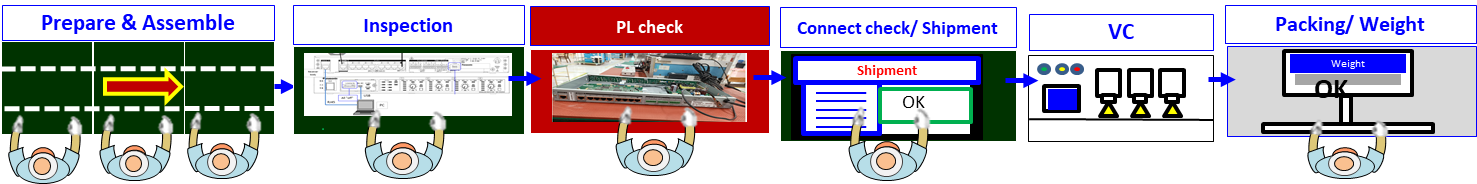 Prepare & Assemble
Inspection
PL check
Connect check/ Shipment
VC
Packing/ Weight
Shipment
OK
Weight
OK